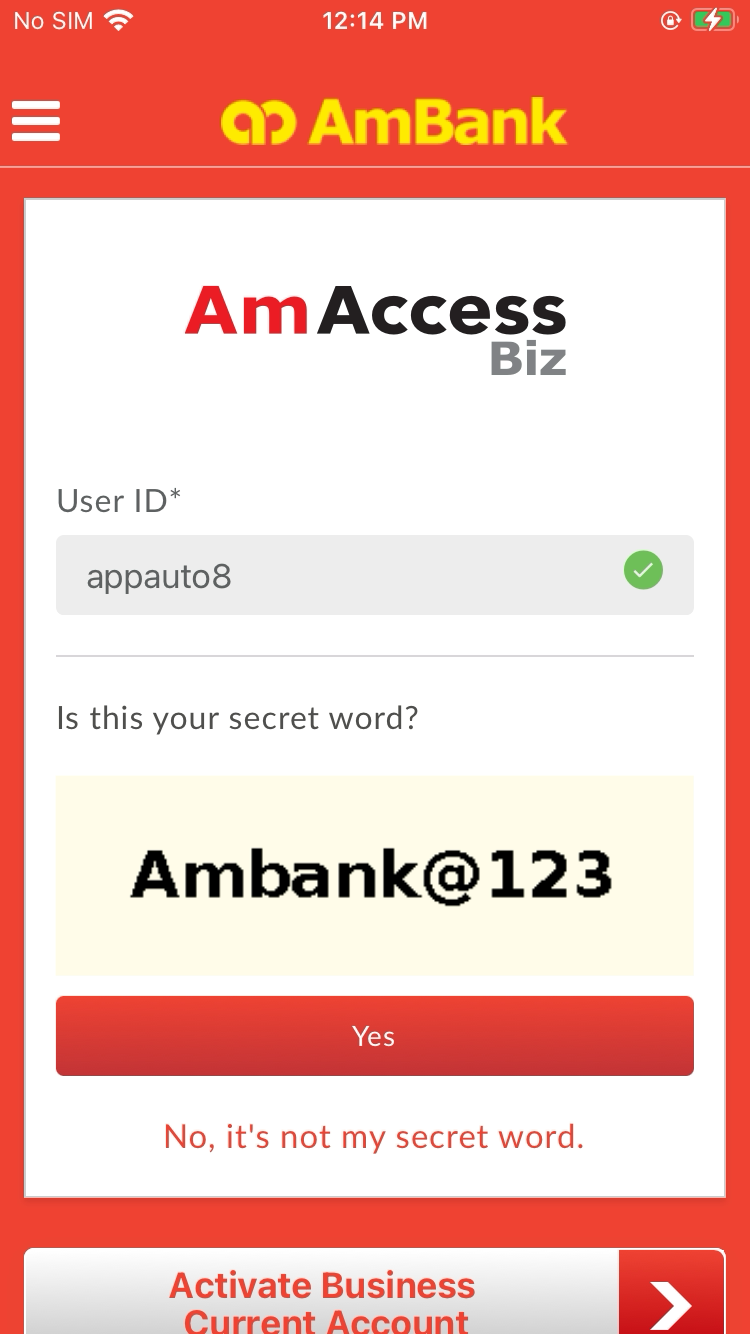 No SIM 12:14 PM
AmBank
AmAccess
Biz
User ID*
appauto8
Is this your secret word?
Ambank@123
Yes
No, it's not my secret word.
Activate Business
Current Account